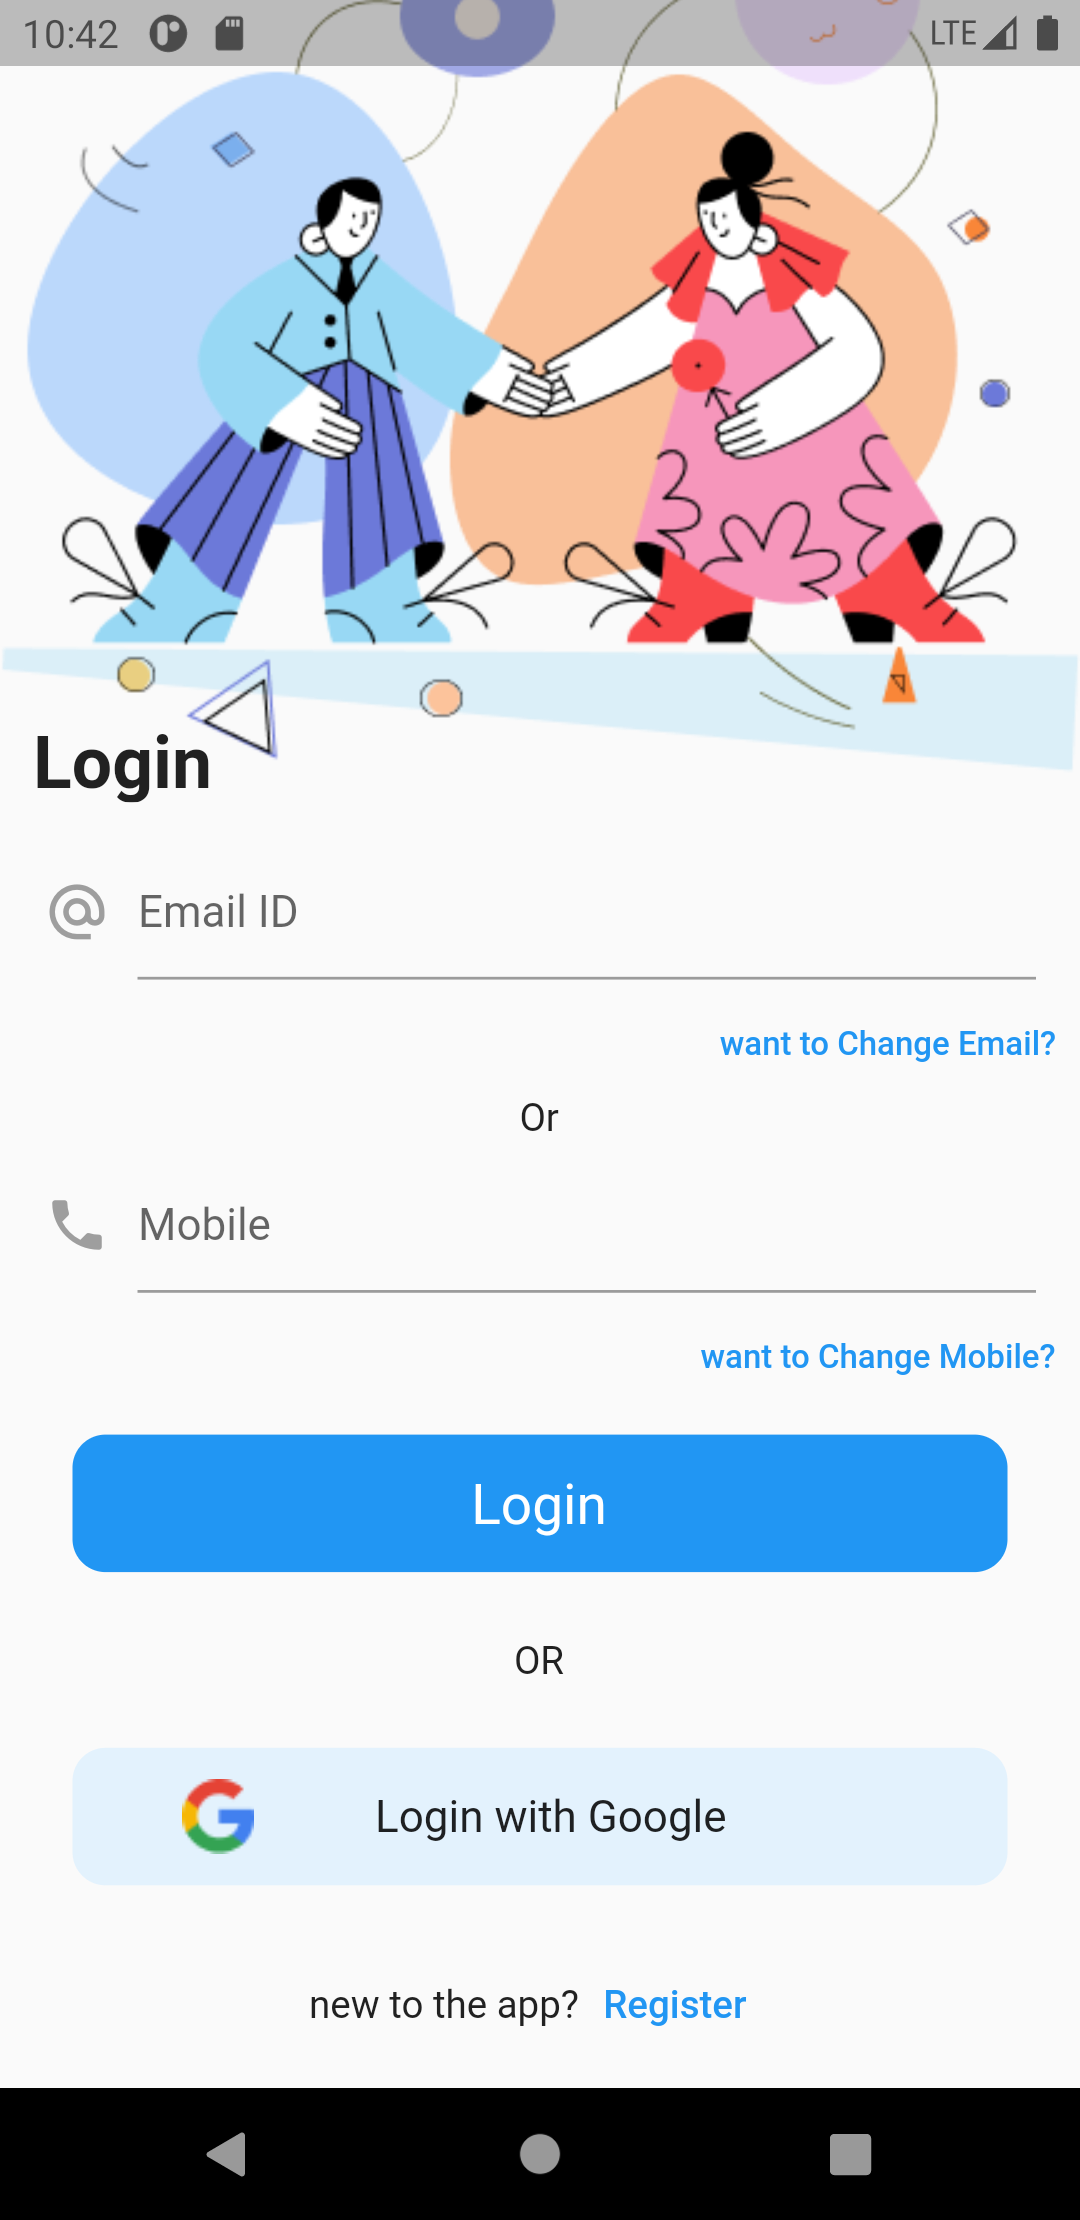 10:42 LTE
Login
Email ID
want to Change Email?
Or
Mobile
want to Change Mobile?
Login
OR
Login with Google
new to the app? Register